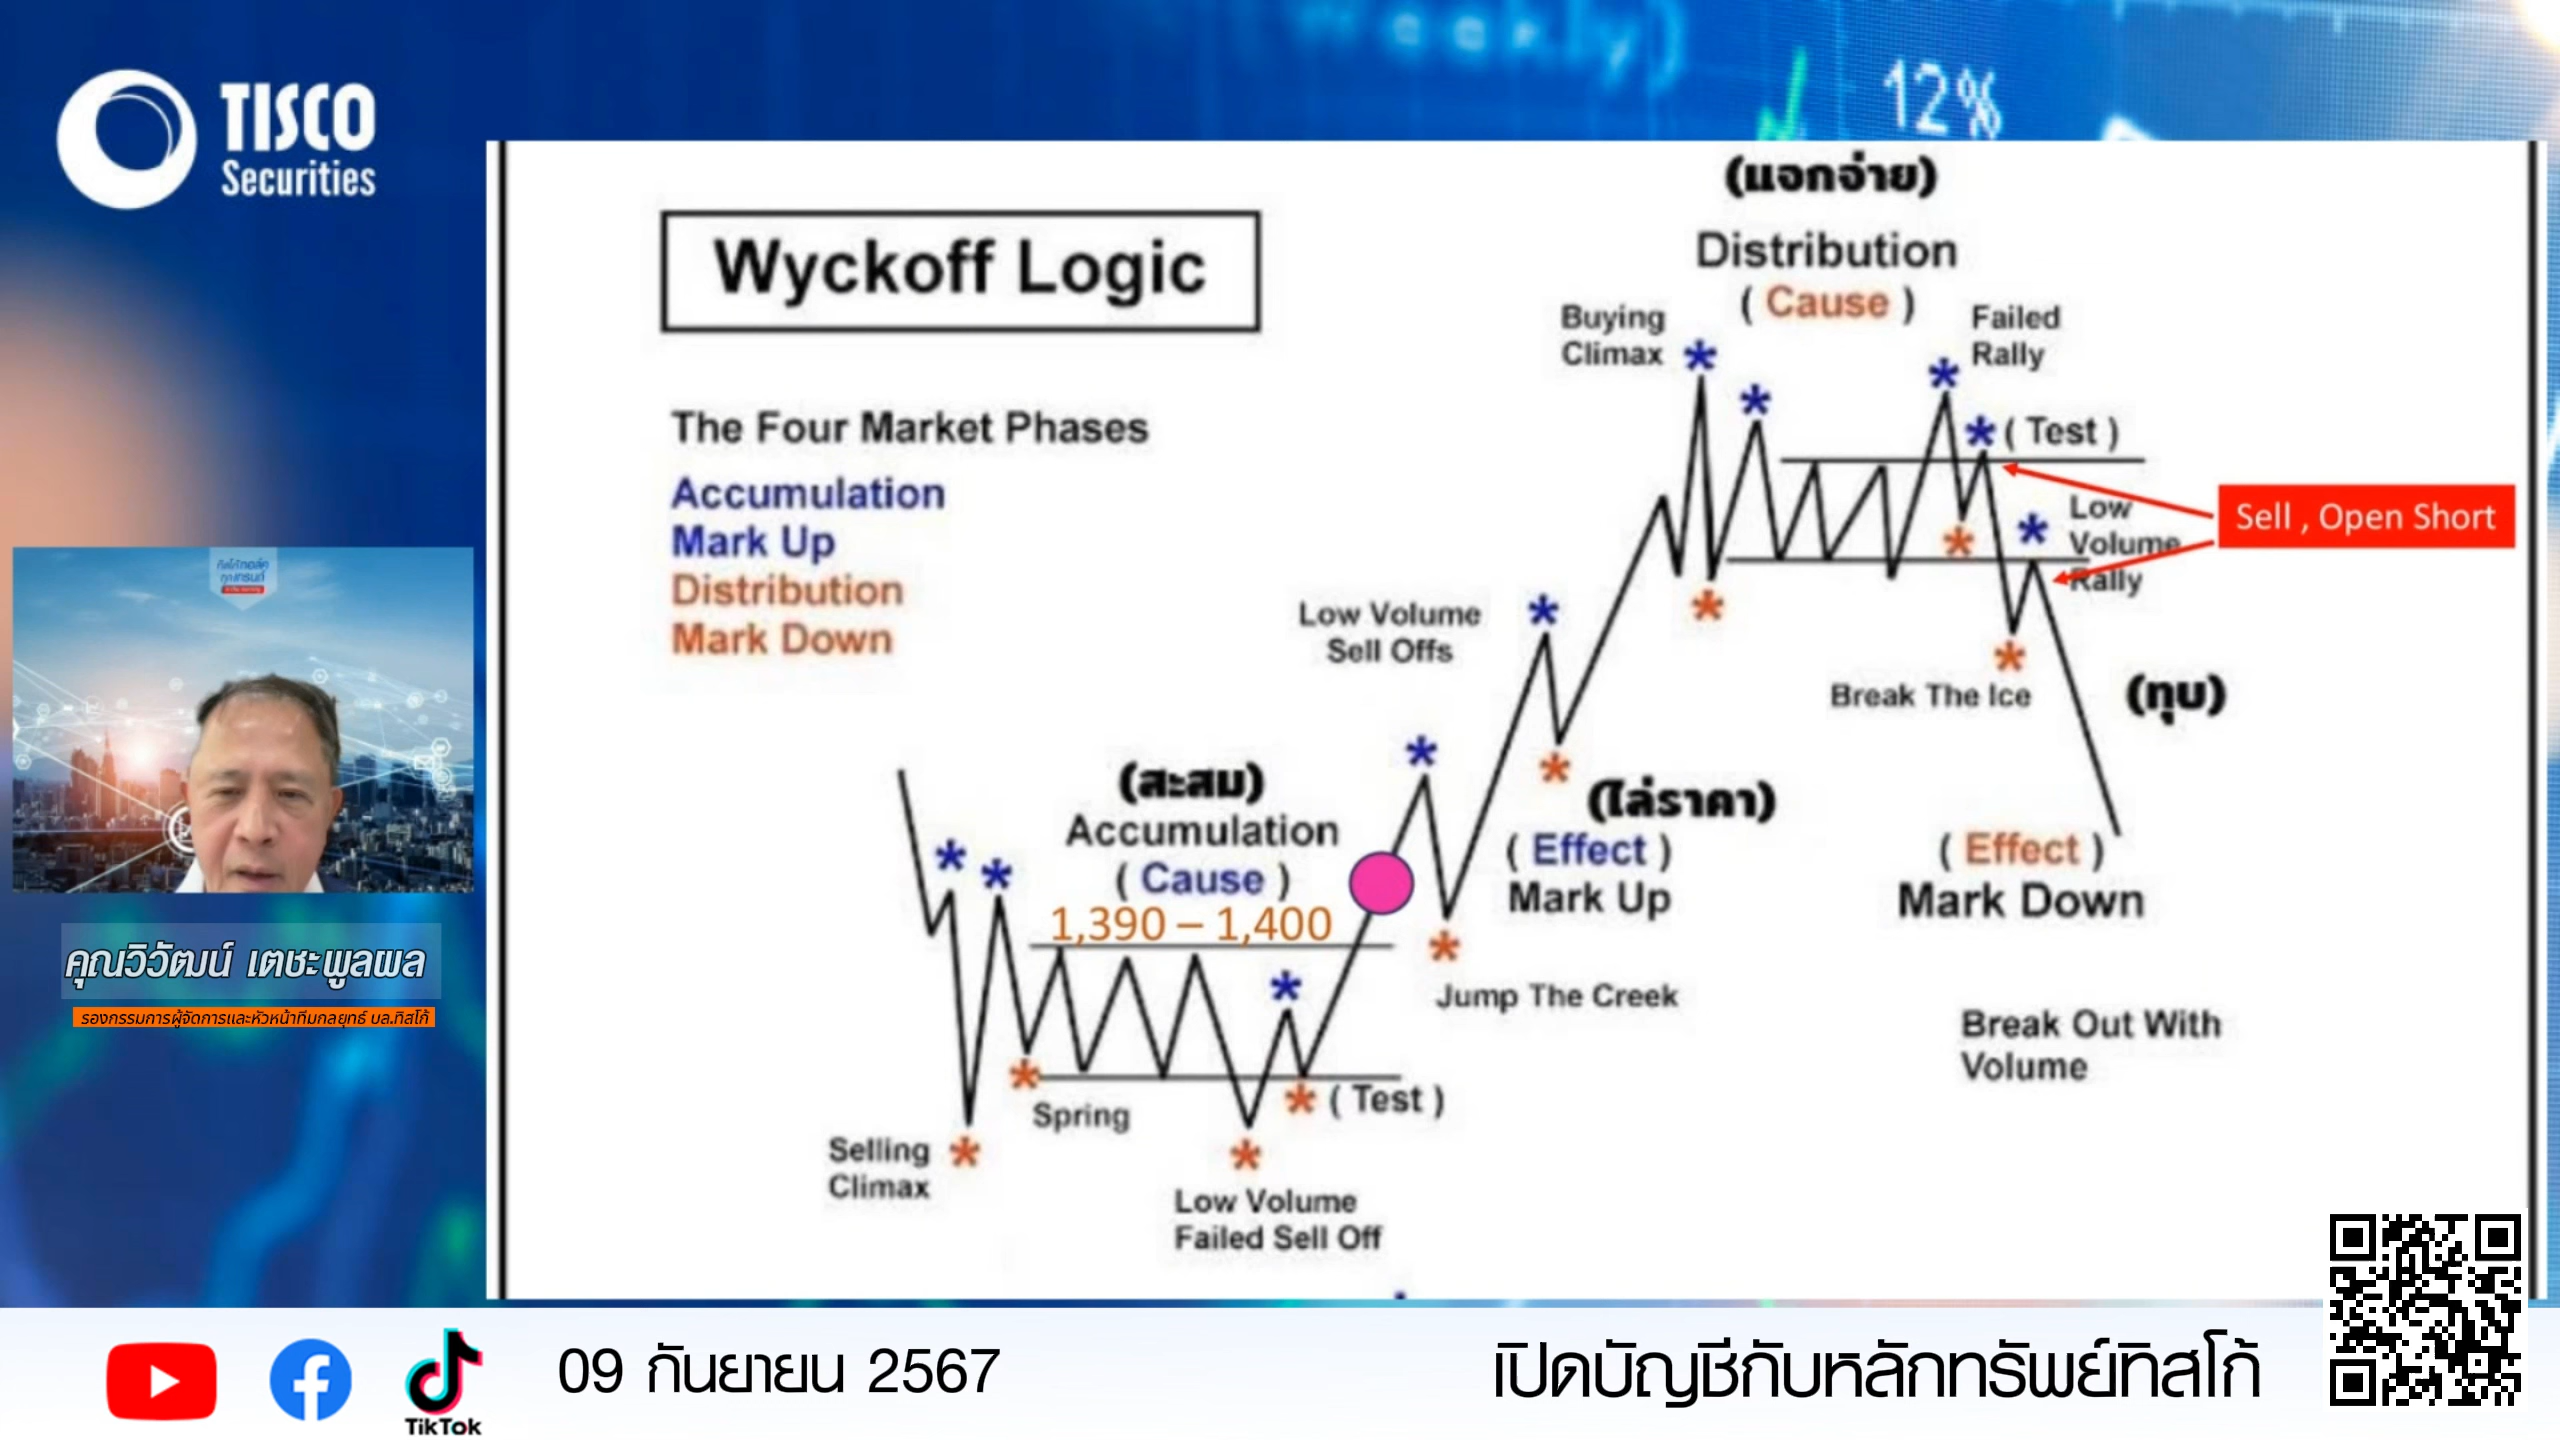 Weekly)
12%
TISCO
Securities
Wyckoff Logic
The Four Market Phases
Accumulation
Mark Up
Distribution
Mark Down
(แจกจ่าย)
Distribution
( Cause )
Buying
Climax
Failed
Rally
( Test )
Low
Volume
Rally
Sell , Open Short
Break The Ice
(ทุบ)
Low Volume
Sell Offs
(สะสม)
Accumulation
( Cause )
1,390 – 1,400
(ไล่ราคา)
( Effect )
Mark Up
( Effect )
Mark Down
Jump The Creek
Break Out With
Volume
Spring
( Test )
Selling
Climax
Low Volume
Failed Sell Off
คุณวิวัฒน์ เตชะพูลผล
รองกรรมการผู้จัดการและหัวหน้าทีมกลยุทธ์ บล.ทิสโก้
TikTok
09 กันยายน 2567
เปิดบัญชีกับหลักทรัพย์ทิสโก้